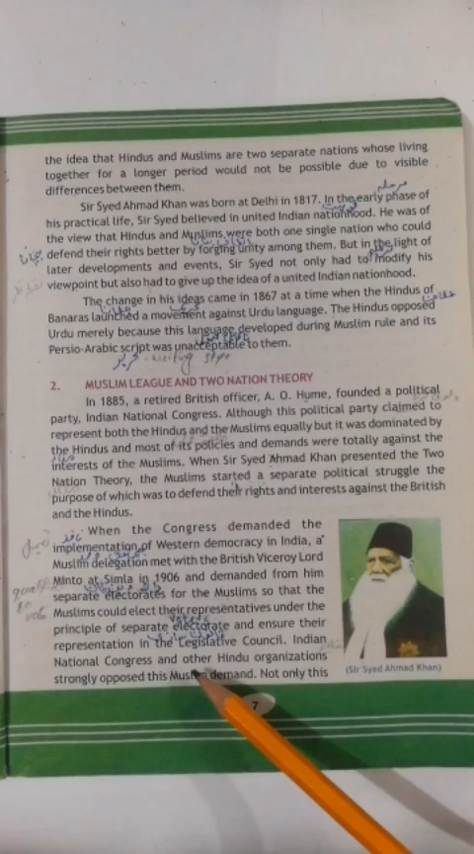 the idea that Hindus and Muslims are two separate nations whose living
together for a longer period would not be possible due to visible
differences between them.
Sir Syed Ahmad Khan was born at Delhi in 1817. In the early phase of
his practical life, Sir Syed believed in united Indian nationhood. He was of
the view that Hindus and Muslims were both one single nation who could
defend their rights better by forging unity among them. But in the light of
later developments and events, Sir Syed not only had to modify his
viewpoint but also had to give up the idea of a united Indian nationhood.
The change in his ideas came in 1867 at a time when the Hindus of
Banaras launched a movement against Urdu language. The Hindus opposed
Urdu merely because this language developed during Muslim rule and its
Persio-Arabic script was unacceptable to them.
2. MUSLIM LEAGUE AND TWO NATION THEORY
In 1885, a retired British officer, A. O. Hume, founded a political
party, Indian National Congress. Although this political party claimed to
represent both the Hindus and the Muslims equally but it was dominated by
the Hindus and most of its policies and demands were totally against the
interests of the Muslims. When Sir Syed Ahmad Khan presented the Two
Nation Theory, the Muslims started a separate political struggle the
purpose of which was to defend their rights and interests against the British
and the Hindus.
When the Congress demanded the
implementation of Western democracy in India, a
Muslim delegation met with the British Viceroy Lord
Minto at Simla in 1906 and demanded from him
separate electorates for the Muslims so that the
Muslims could elect their representatives under the
principle of separate electorate and ensure their
representation in the Legislative Council. Indian
National Congress and other Hindu organizations
strongly opposed this Muslim demand. Not only this
(Sir Syed Ahmad Khan)
7